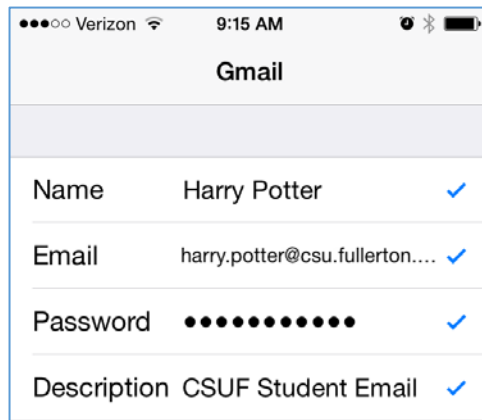 Verizon 9:15 AM
Gmail
Name Harry Potter
Email harry.potter@csu.fullerton....
Password ●●●●●●●●●●●
Description CSUF Student Email